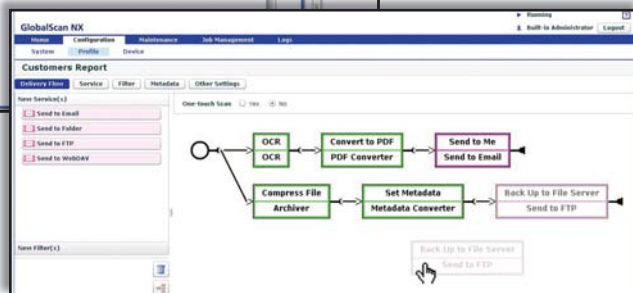 Running
GlobalScan NX
Built-in Administrator Logout
Home Configuration Maintenance Job Management Logs
System Profile Device
Customers Report
Delivery Flow Service Filter Metadata Other Settings
New Service(s)
One-touch Scan Yes No
Send to Email
Send to Folder
Send to FTP
Send to WebDAV
OCR
OCR
Convert to PDF
PDF Converter
Send to Me
Send to Email
Compress File
Archiver
Set Metadata
Metadata Converter
Back Up to File Server
Send to FTP
New Filter(s)
Back Up to File Server
Send to FTP